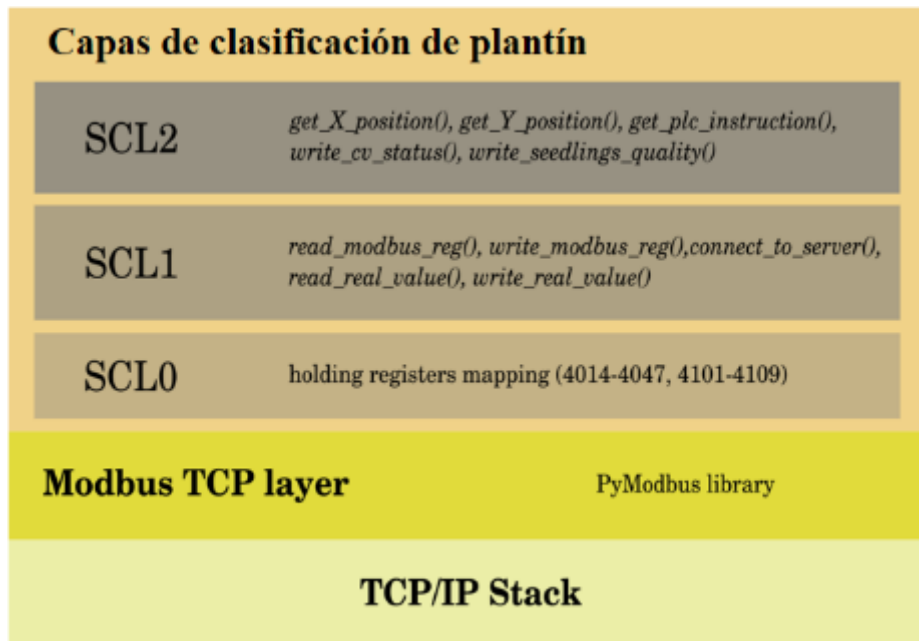 Capas de clasificación de plantín
SCL2
get_X_position(), get_Y_position(), get_plc_instruction(),
write_cv_status(), write_seedlings_quality()
SCL1
read_modbus_reg(), write_modbus_reg(),connect_to_server(),
read_real_value(), write_real_value()
SCL0
holding registers mapping (4014-4047, 4101-4109)
Modbus TCP layer
PyModbus library
TCP/IP Stack